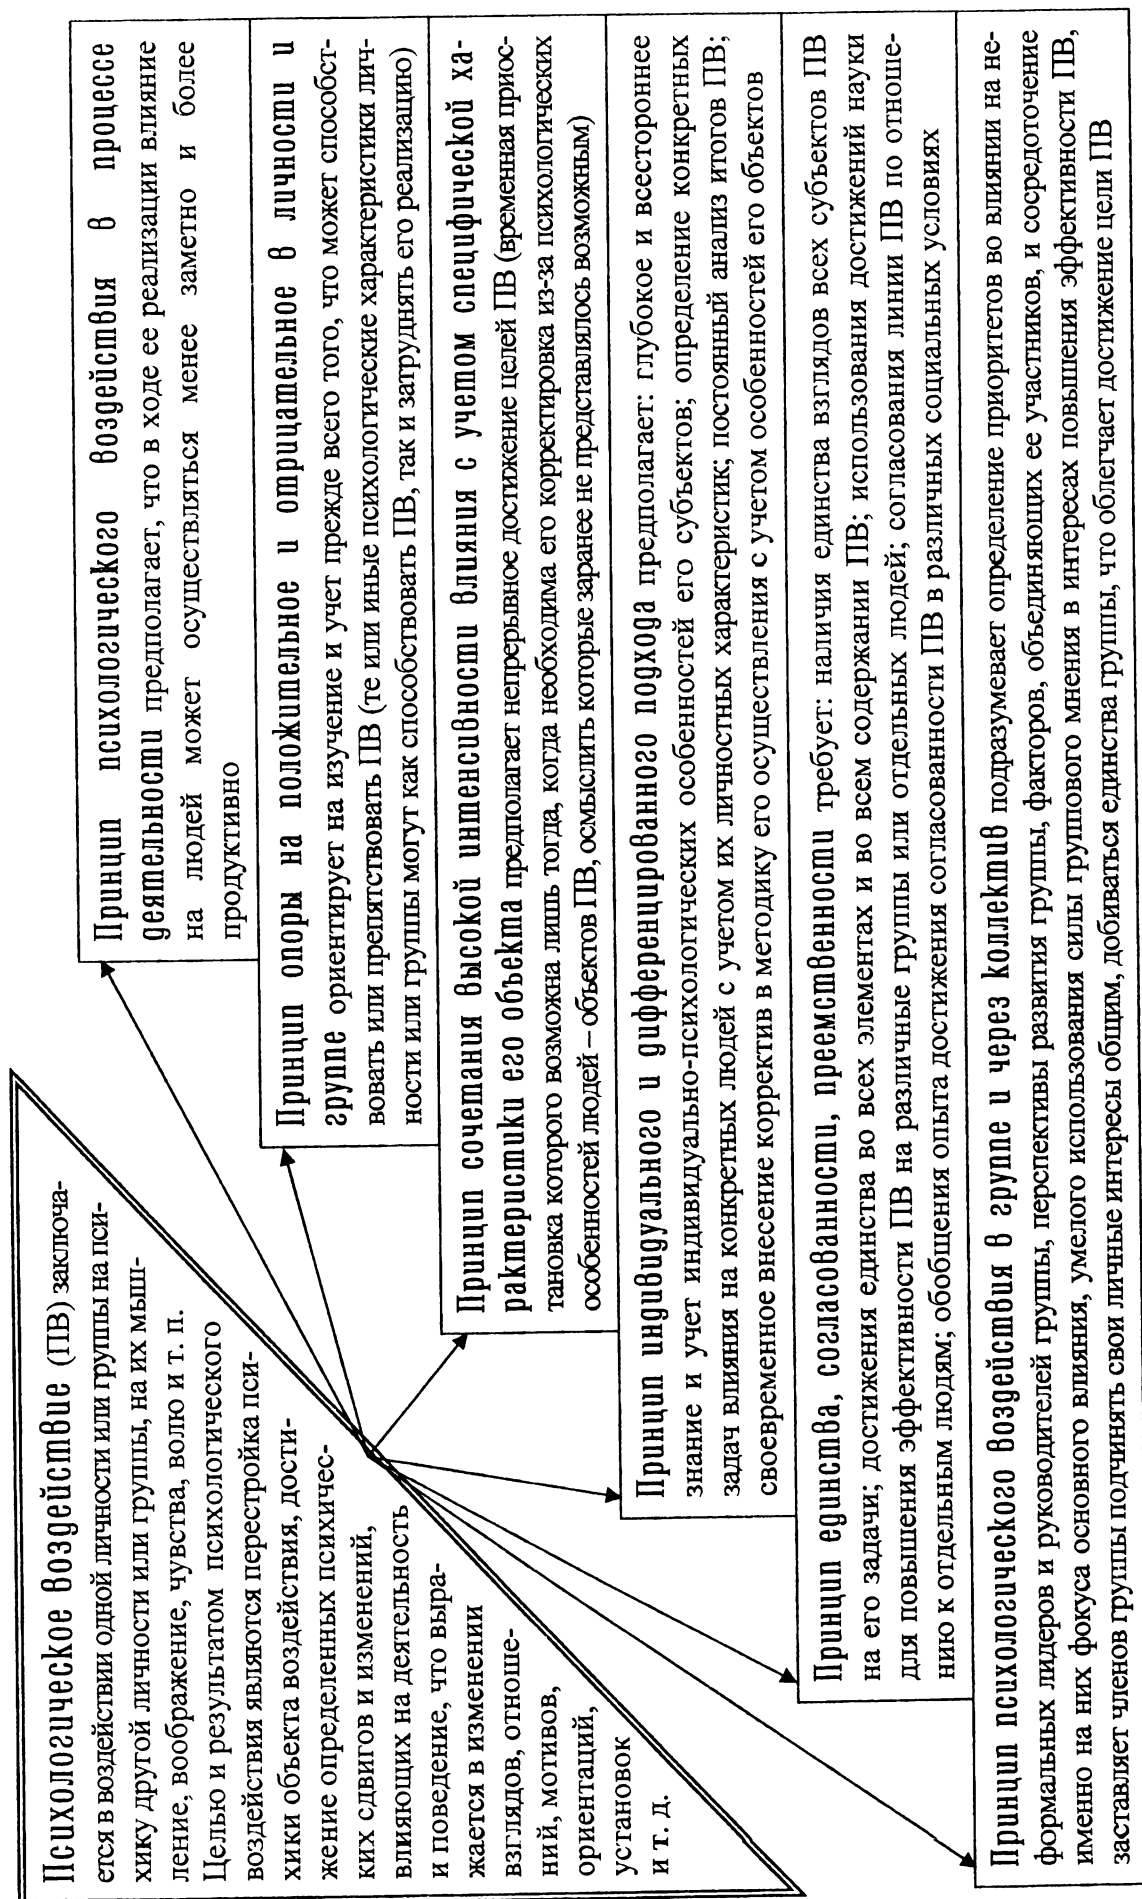 Психологическое воздействие (ПВ) заключа-
ется в воздействии одной личности или группы на пси-
хику другой личности или группы, на их мыш-
ление, воображение, чувства, волю и т. п.
Целью и результатом психологического
воздействия являются перестройка пси-
хики объекта воздействия, дости-
жение определенных психичес-
ких сдвигов и изменений,
влияющих на деятельность
и поведение, что выра-
жается в изменении
взглядов, отноше-
ний, мотивов,
ориентаций,
установок
и т. д.
Принцип психологического воздействия в процессе
деятельности предполагает, что в ходе ее реализации влияние
на людей может осуществляться менее заметно и более
продуктивно
Принцип опоры на положительное и отрицательное в личности и
группе ориентирует на изучение и учет прежде всего того, что может способст-
вовать или препятствовать ПВ (те или иные психологические характеристики лич-
ности или группы могут как способствовать ПВ, так и затруднять его реализацию)
Принцип сочетания высокой интенсивности влияния с учетом специфической ха-
рактеристики его объекта предполагает непрерывное достижение целей ПВ (временная приос-
тановка которого возможна лишь тогда, когда необходима его корректировка из-за психологических
особенностей людей – объектов ПВ, осмыслить которые заранее не представлялось возможным)
Принцип индивидуального и дифференцированного подхода предполагает: глубокое и всестороннее
знание и учет индивидуально-психологических особенностей его субъектов; определение конкретных
задач влияния на конкретных людей с учетом их личностных характеристик; постоянный анализ итогов ПВ;
своевременное внесение корректив в методику его осуществления с учетом особенностей его объектов
Принцип единства, согласованности, преемственности требует: наличия единства взглядов всех субъектов ПВ
на его задачи; достижения единства во всех элементах и во всем содержании ПВ; использования достижений науки
для повышения эффективности ПВ на различные группы или отдельных людей; согласования линии ПВ по отноше-
нию к отдельным людям; обобщения опыта достижения согласованности ПВ в различных социальных условиях
Принцип психологического воздействия в группе и через коллектив подразумевает определение приоритетов во влиянии на не-
формальных лидеров и руководителей группы, перспективы развития группы, факторов, объединяющих ее участников, и сосредоточение
именно на них фокуса основного влияния, умелого использования силы группового мнения в интересах повышения эффективности ПВ,
заставляет членов группы подчинять свои личные интересы общим, добиваться единства группы, что облегчает достижение цели ПВ